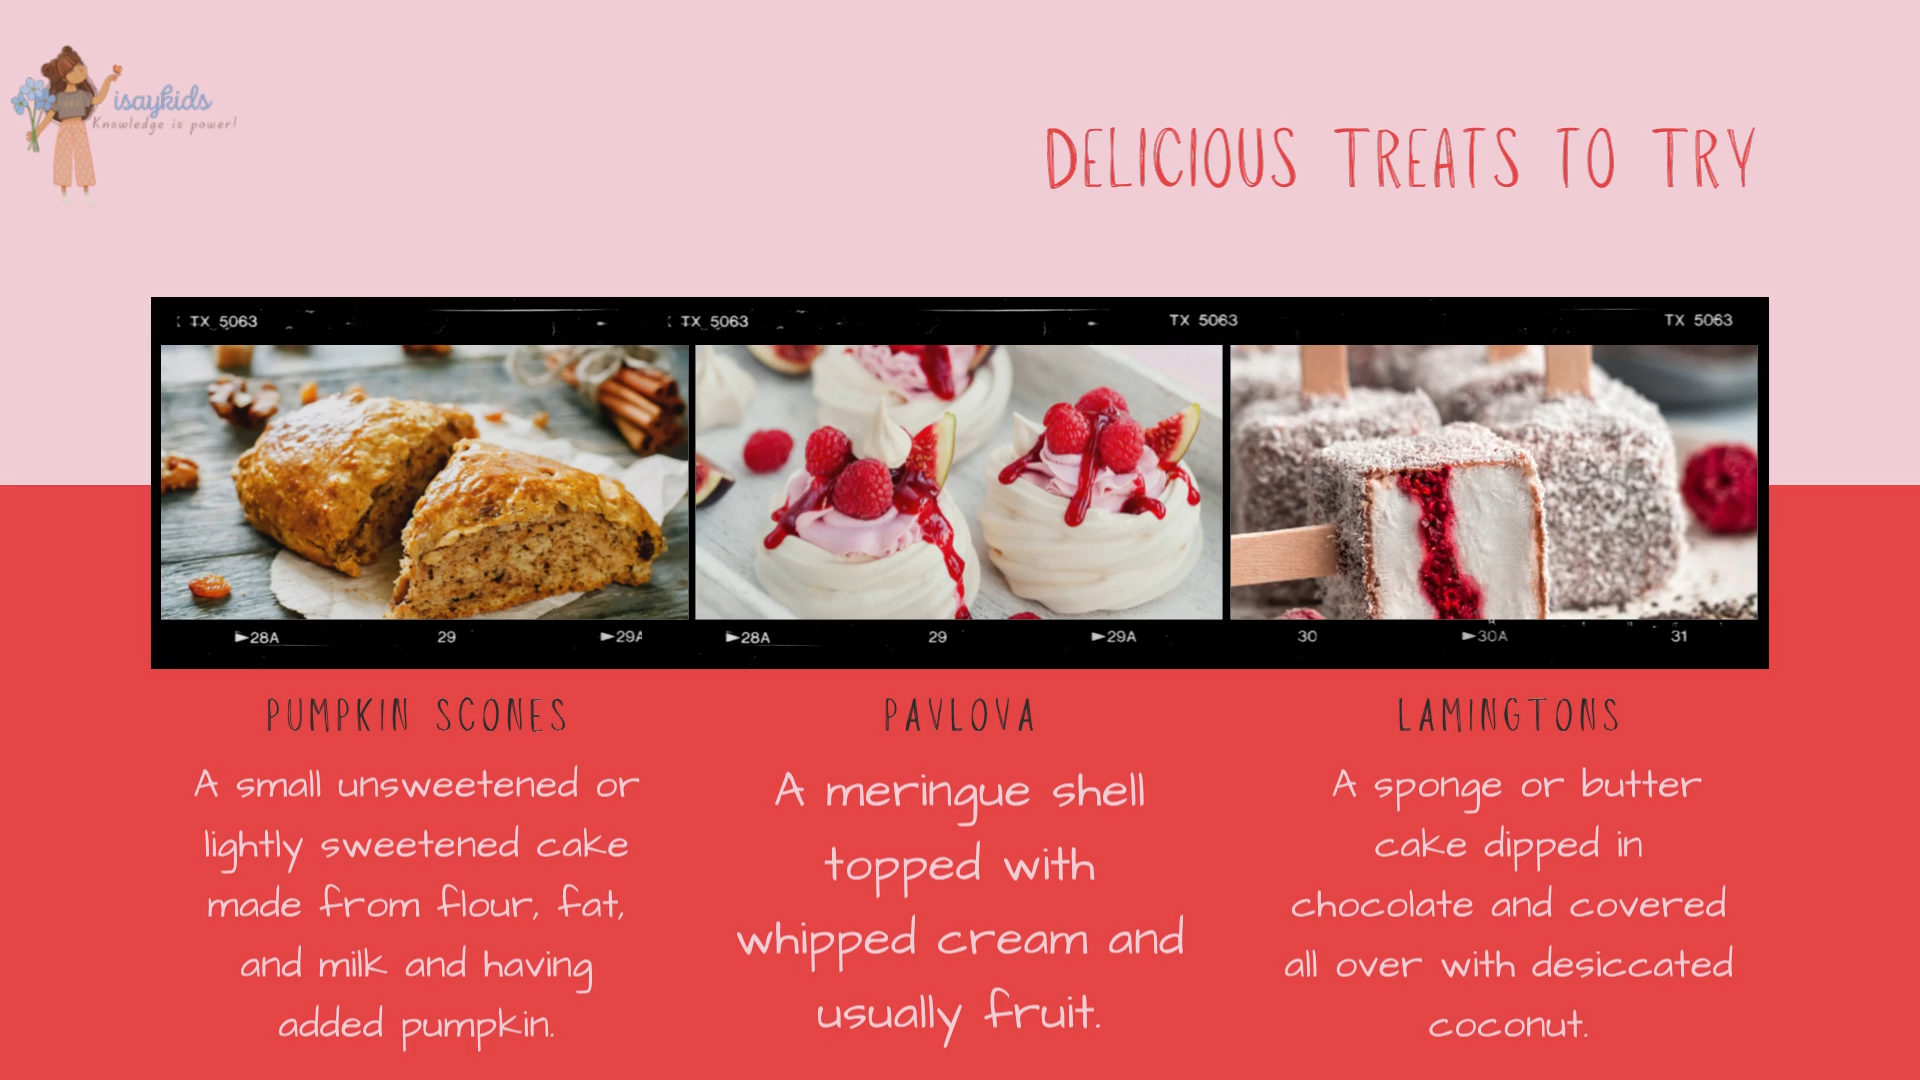 isaykids
Knowledge is power!
DELICIOUS TREATS TO TRY
TX 5063
TX 5063
TX 5063
TX 5063
28A
29
29A
28A
29
29A
30
30A
31
PUMPKIN SCONES
A small unsweetened or
lightly sweetened cake
made from flour, fat,
and milk and having
added pumpkin.
PAVLOVA
A meringue shell
topped with
whipped cream and
usually fruit.
LAMINGTONS
A sponge or butter
cake dipped in
chocolate and covered
all over with desiccated
coconut.